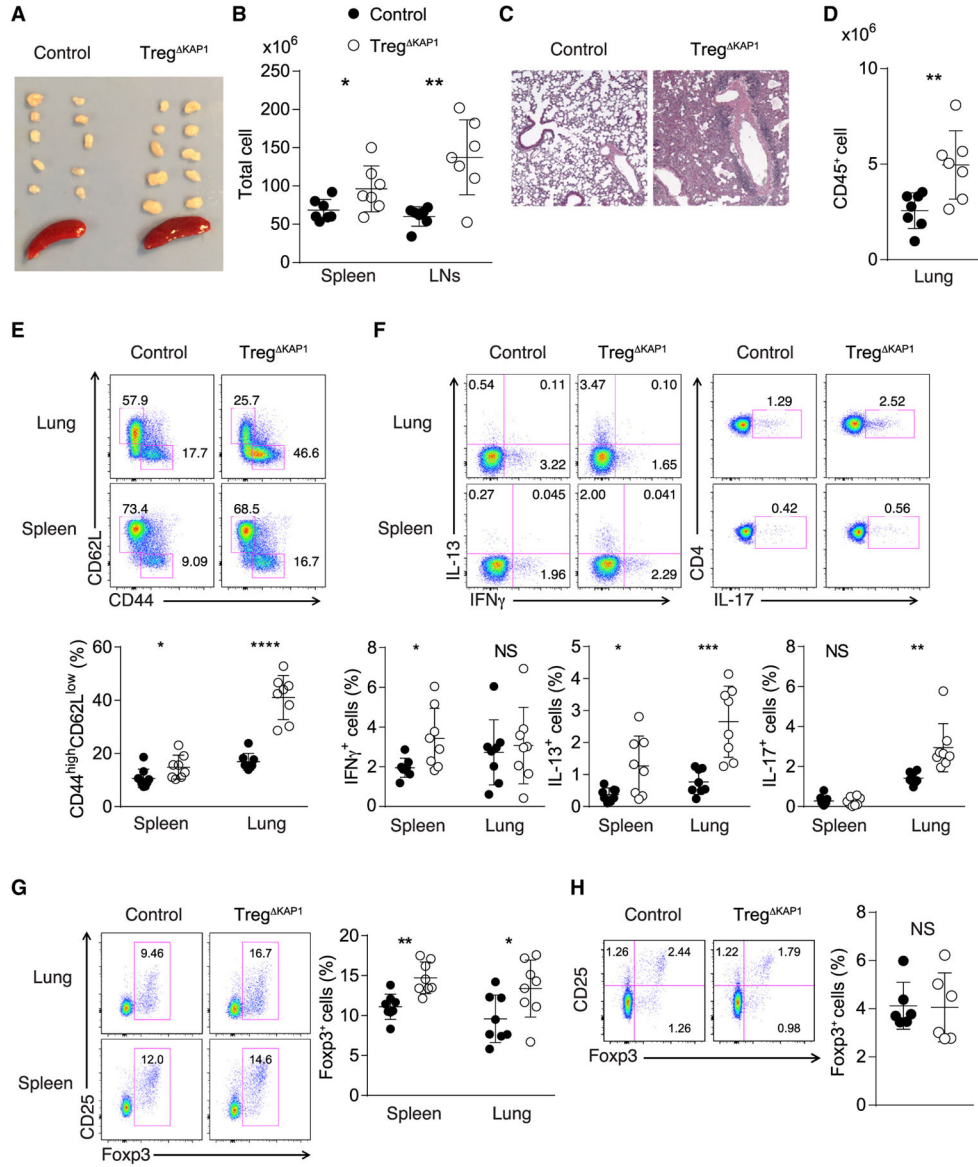 A
Control
Treg^ΔKAP1
B
● Control
○ Treg^ΔKAP1
x10^6
Total cell
250
200
150
100
50
0
*
**
Spleen
LNs
C
Control
Treg^ΔKAP1
D
x10^6
CD45+ cell
10
5
0
**
Lung
E
Control
Treg^ΔKAP1
Lung
57.9
17.7
25.7
46.6
Spleen
73.4
9.09
68.5
16.7
CD62L
CD44
CD44^high CD62L^low (%)
60
40
20
0
*
****
Spleen
Lung
F
Control
Treg^ΔKAP1
Control
Treg^ΔKAP1
Lung
0.54
0.11
3.22
3.47
0.10
1.65
1.29
2.52
Spleen
0.27
0.045
1.96
2.00
0.041
2.29
0.42
0.56
IL-13
IFNγ
CD4
IL-17
IFNγ+ cells (%)
8
6
4
2
0
*
NS
Spleen
Lung
IL-13+ cells (%)
5
4
3
2
1
0
*
***
Spleen
Lung
IL-17+ cells (%)
8
6
4
2
0
NS
**
Spleen
Lung
G
Control
Treg^ΔKAP1
Lung
9.46
16.7
Spleen
12.0
14.6
CD25
Foxp3
Foxp3+ cells (%)
20
15
10
5
0
**
*
Spleen
Lung
H
Control
Treg^ΔKAP1
1.26
2.44
1.26
1.22
1.79
0.98
CD25
Foxp3
Foxp3+ cells (%)
8
6
4
2
0
NS